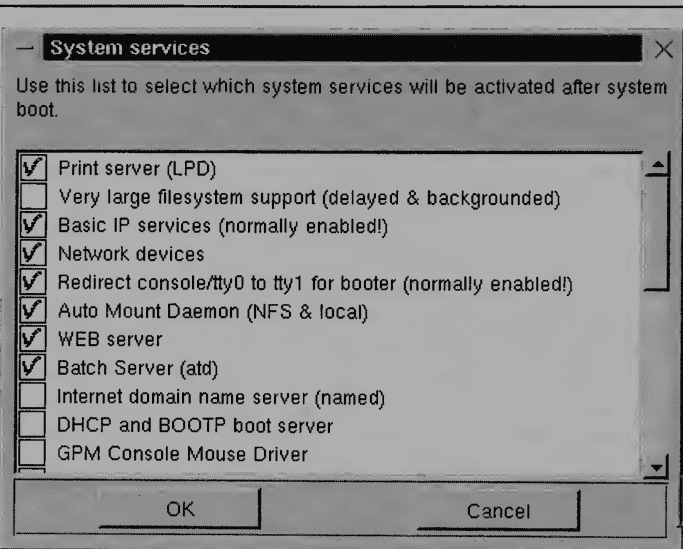 System services
Use this list to select which system services will be activated after system
boot.
Print server (LPD)
Very large filesystem support (delayed & backgrounded)
Basic IP services (normally enabled!)
Network devices
Redirect console/tty0 to tty1 for booter (normally enabled!)
Auto Mount Daemon (NFS & local)
WEB server
Batch Server (atd)
Internet domain name server (named)
DHCP and BOOTP boot server
GPM Console Mouse Driver
OK
Cancel